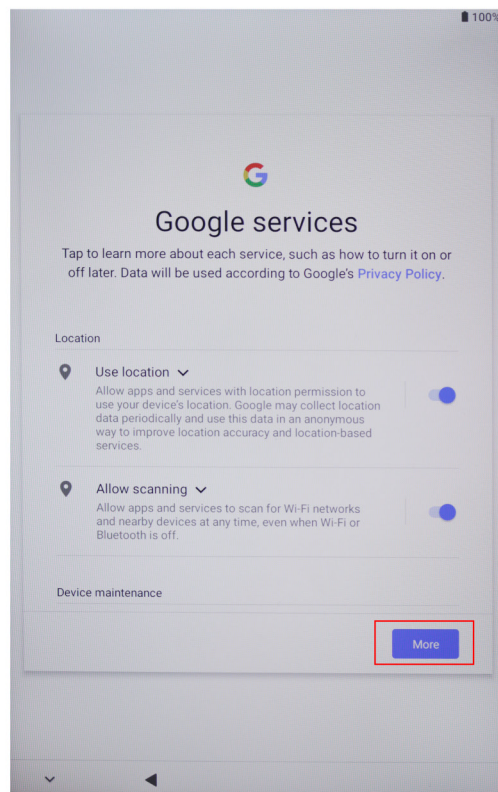 100%
Google services
Tap to learn more about each service, such as how to turn it on or
off later. Data will be used according to Google's Privacy Policy.
Location
Use location
Allow apps and services with location permission to
use your device's location. Google may collect location
data periodically and use this data in an anonymous
way to improve location accuracy and location-based
services.
Allow scanning
Allow apps and services to scan for Wi-Fi networks
and nearby devices at any time, even when Wi-Fi or
Bluetooth is off.
Device maintenance
More